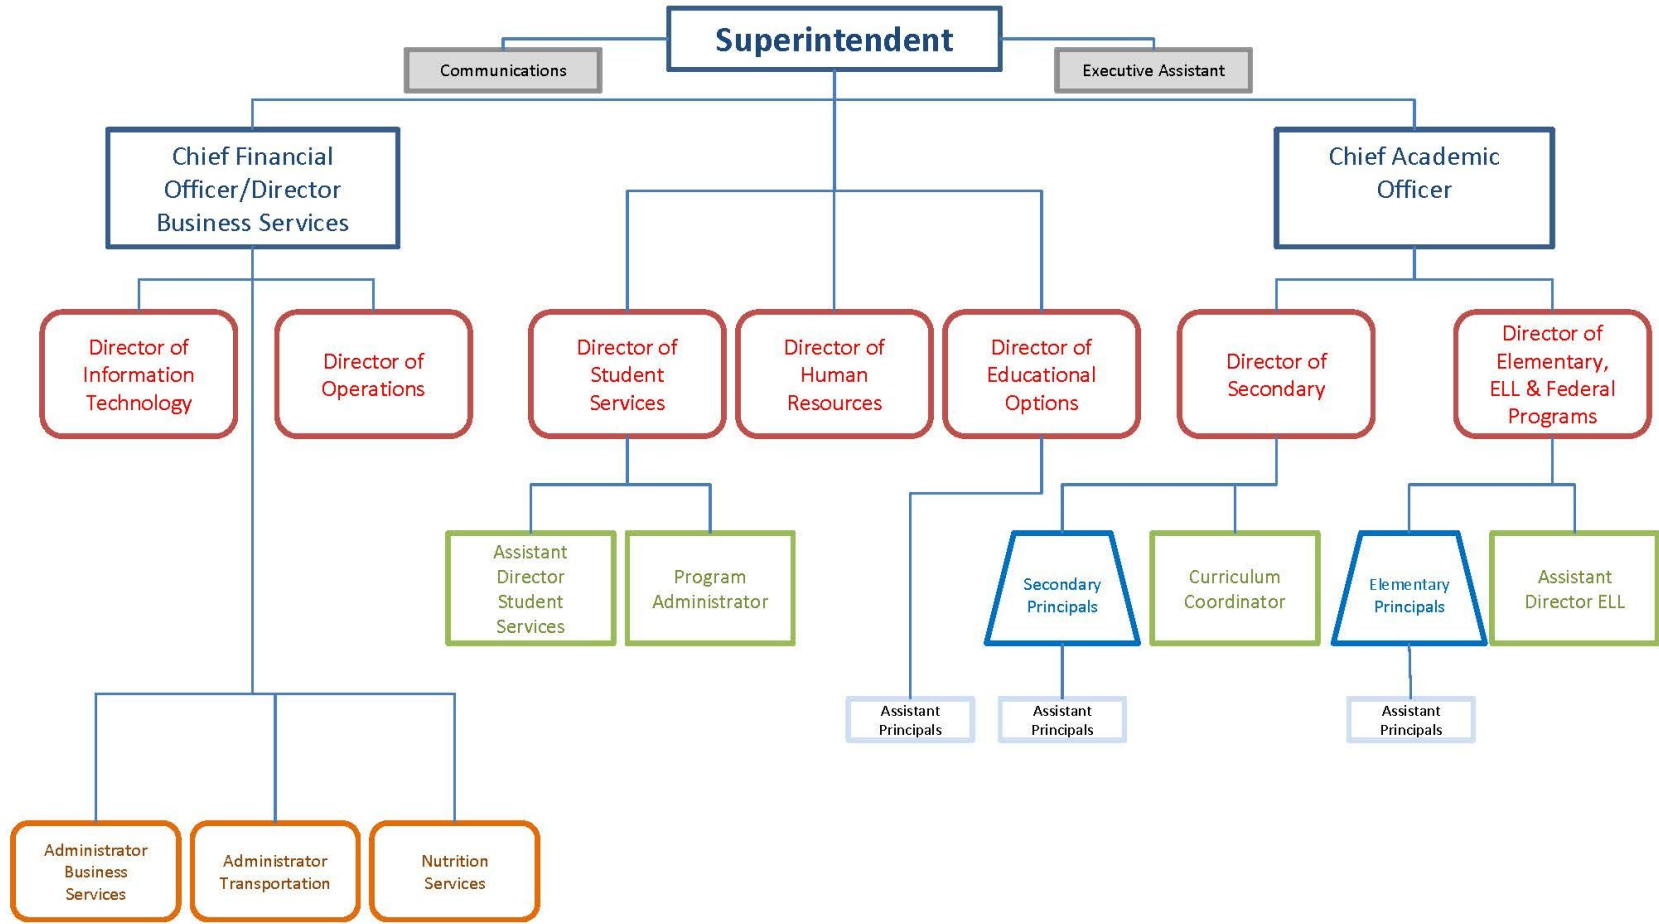 Superintendent
Communications
Executive Assistant
Chief Financial
Officer/Director
Business Services
Chief Academic
Officer
Director of
Information
Technology
Director of
Operations
Director of
Student
Services
Director of
Human
Resources
Director of
Educational
Options
Director of
Secondary
Director of
Elementary,
ELL & Federal
Programs
Assistant
Director
Student
Services
Program
Administrator
Secondary
Principals
Curriculum
Coordinator
Elementary
Principals
Assistant
Director ELL
Assistant
Principals
Assistant
Principals
Assistant
Principals
Administrator
Business
Services
Administrator
Transportation
Nutrition
Services